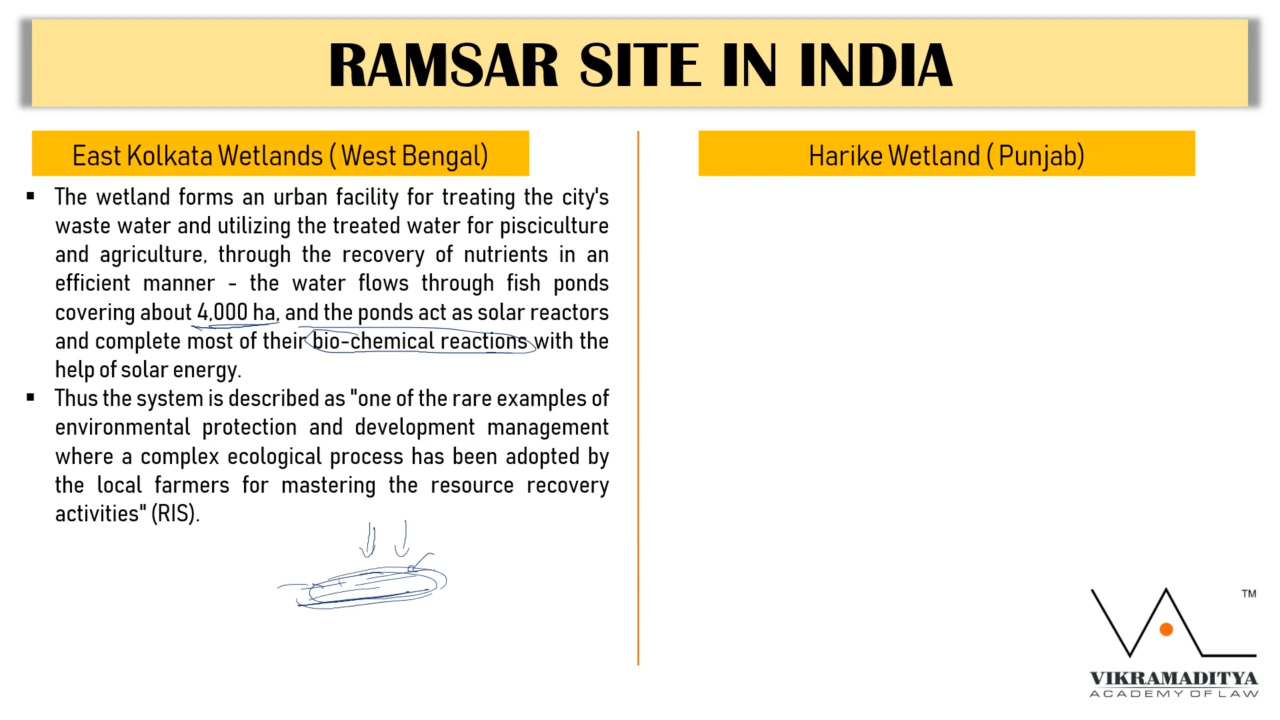 RAMSAR SITE IN INDIA
East Kolkata Wetlands ( West Bengal)
▪ The wetland forms an urban facility for treating the city's
waste water and utilizing the treated water for pisciculture
and agriculture, through the recovery of nutrients in an
efficient manner - the water flows through fish ponds
covering about 4,000 ha, and the ponds act as solar reactors
and complete most of their bio-chemical reactions with the
help of solar energy.
▪ Thus the system is described as "one of the rare examples of
environmental protection and development management
where a complex ecological process has been adopted by
the local farmers for mastering the resource recovery
activities" (RIS).
Harike Wetland ( Punjab)
TM
VIKRAMADITYA
ACADEMY OF LAW